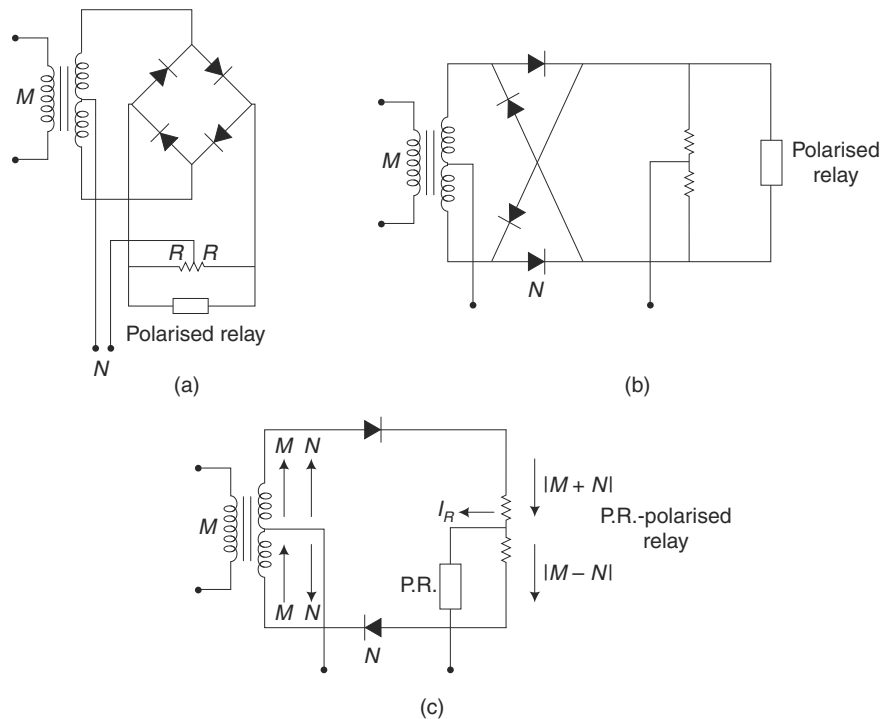 M
R R
Polarised relay
N
(a)
M
N
Polarised
relay
(b)
M
M N
M N
I_R
P.R.
N
|M + N|
|M – N|
P.R.-polarised
relay
(c)